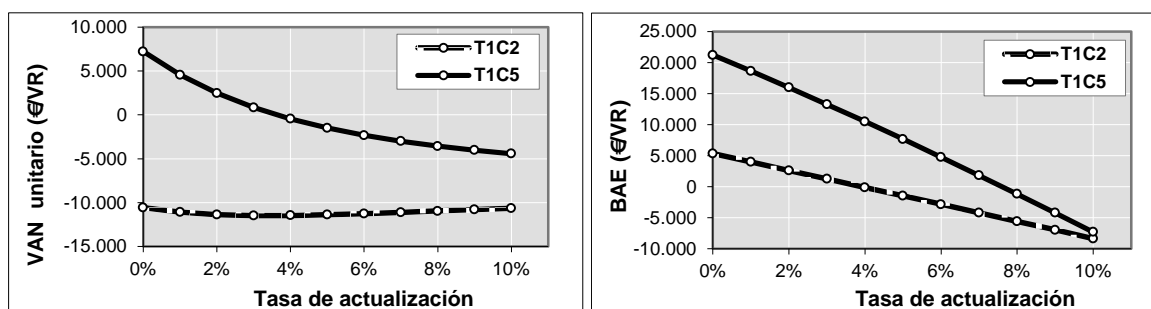 VAN unitario (€/VR)
10.000
5.000
0
-5.000
-10.000
-15.000
T1C2
T1C5
0% 2% 4% 6% 8% 10%
Tasa de actualización
BAE (€/VR)
25.000
20.000
15.000
10.000
5.000
0
-5.000
-10.000
T1C2
T1C5
0% 2% 4% 6% 8% 10%
Tasa de actualización